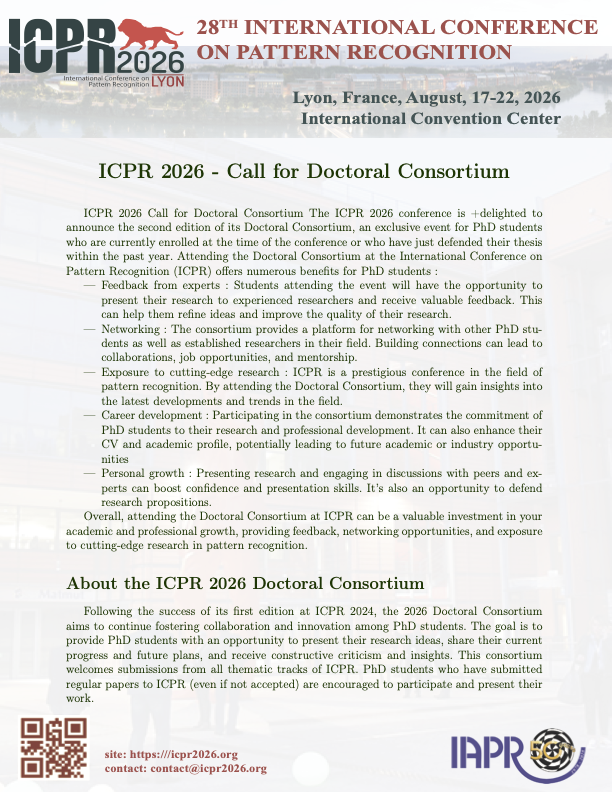 ICPR2026
International Conference on
Pattern Recognition
LYON
28TH INTERNATIONAL CONFERENCE
ON PATTERN RECOGNITION
Lyon, France, August, 17-22, 2026
International Convention Center
ICPR 2026 - Call for Doctoral Consortium
ICPR 2026 Call for Doctoral Consortium The ICPR 2026 conference is +delighted to
announce the second edition of its Doctoral Consortium, an exclusive event for PhD students
who are currently enrolled at the time of the conference or who have just defended their thesis
within the past year. Attending the Doctoral Consortium at the International Conference on
Pattern Recognition (ICPR) offers numerous benefits for PhD students :
— Feedback from experts : Students attending the event will have the opportunity to
present their research to experienced researchers and receive valuable feedback. This
can help them refine ideas and improve the quality of their research.
— Networking : The consortium provides a platform for networking with other PhD stu-
dents as well as established researchers in their field. Building connections can lead to
collaborations, job opportunities, and mentorship.
— Exposure to cutting-edge research : ICPR is a prestigious conference in the field of
pattern recognition. By attending the Doctoral Consortium, they will gain insights into
the latest developments and trends in the field.
— Career development : Participating in the consortium demonstrates the commitment of
PhD students to their research and professional development. It can also enhance their
CV and academic profile, potentially leading to future academic or industry opportu-
nities
— Personal growth : Presenting research and engaging in discussions with peers and ex-
perts can boost confidence and presentation skills. It's also an opportunity to defend
research propositions.
Overall, attending the Doctoral Consortium at ICPR can be a valuable investment in your
academic and professional growth, providing feedback, networking opportunities, and exposure
to cutting-edge research in pattern recognition.
About the ICPR 2026 Doctoral Consortium
Following the success of its first edition at ICPR 2024, the 2026 Doctoral Consortium
aims to continue fostering collaboration and innovation among PhD students. The goal is to
provide PhD students with an opportunity to present their research ideas, share their current
progress and future plans, and receive constructive criticism and insights. This consortium
welcomes submissions from all thematic tracks of ICPR. PhD students who have submitted
regular papers to ICPR (even if not accepted) are encouraged to participate and present their
work.
site: https:///icpr2026.org
contact: contact@icpr2026.org
IAPR